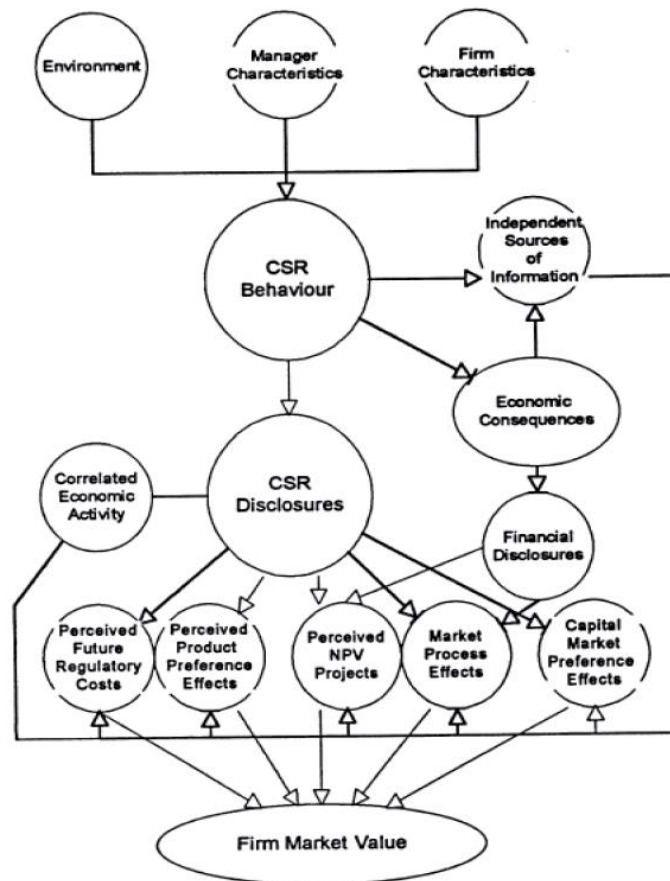 Environment
Manager
Characteristics
Firm
Characteristics
CSR
Behaviour
Independent
Sources
of
Information
Economic
Consequences
Correlated
Economic
Activity
CSR
Disclosures
Financial
Disclosures
Perceived
Future
Regulatory
Costs
Perceived
Product
Preference
Effects
Perceived
NPV
Projects
Market
Process
Effects
Capital
Market
Preference
Effects
Firm Market Value